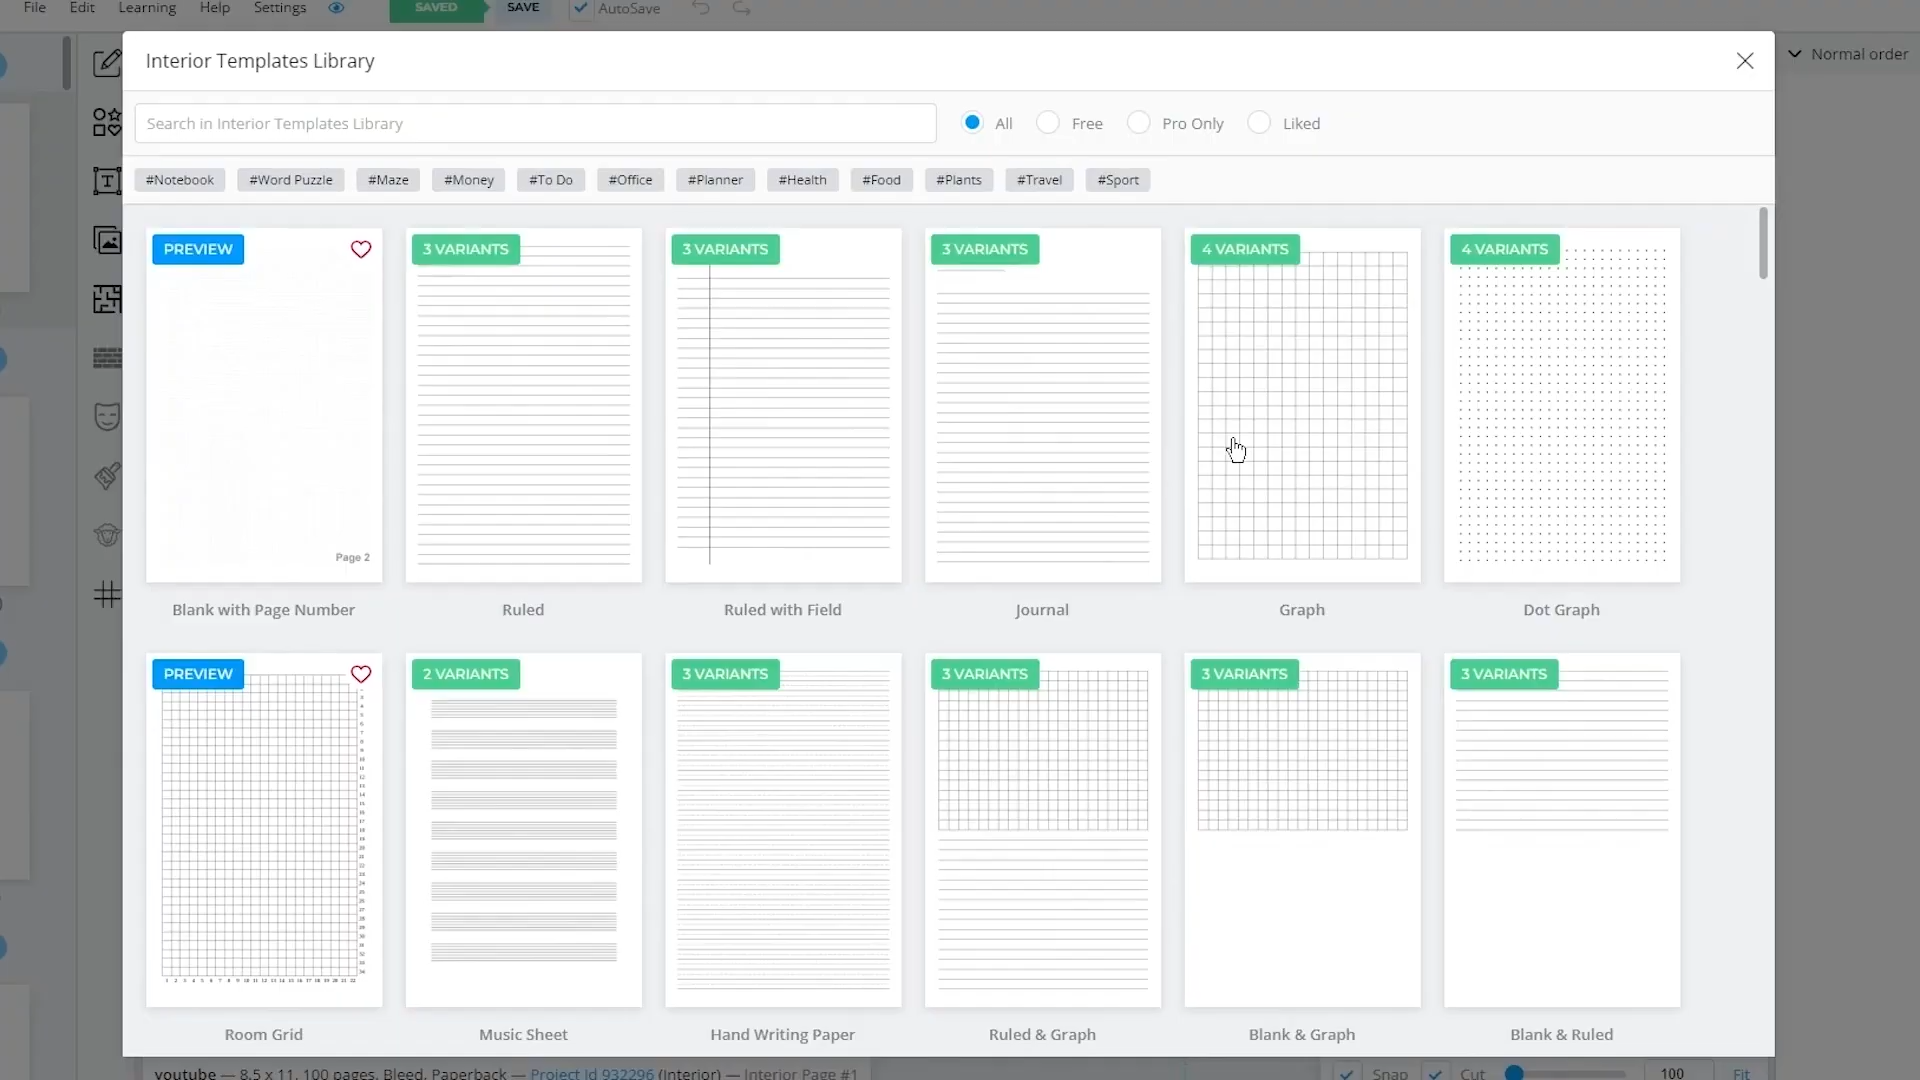 File Edit Learning Help Settings SAVED SAVE AutoSave
Interior Templates Library
Normal order
Search in Interior Templates Library
All Free Pro Only Liked
#Notebook #Word Puzzle #Maze #Money #To Do #Office #Planner #Health #Food #Plants #Travel #Sport
PREVIEW 3 VARIANTS 3 VARIANTS 3 VARIANTS 4 VARIANTS 4 VARIANTS
Page 2
Blank with Page Number Ruled Ruled with Field Journal Graph Dot Graph
PREVIEW 2 VARIANTS 3 VARIANTS 3 VARIANTS 3 VARIANTS 3 VARIANTS
Room Grid Music Sheet Hand Writing Paper Ruled & Graph Blank & Graph Blank & Ruled
youtube — 8.5 x 11, 100 pages, Bleed, Paperback — Project Id 932296 (Interior) — Interior Page #1 Snap Cut 100 Fit